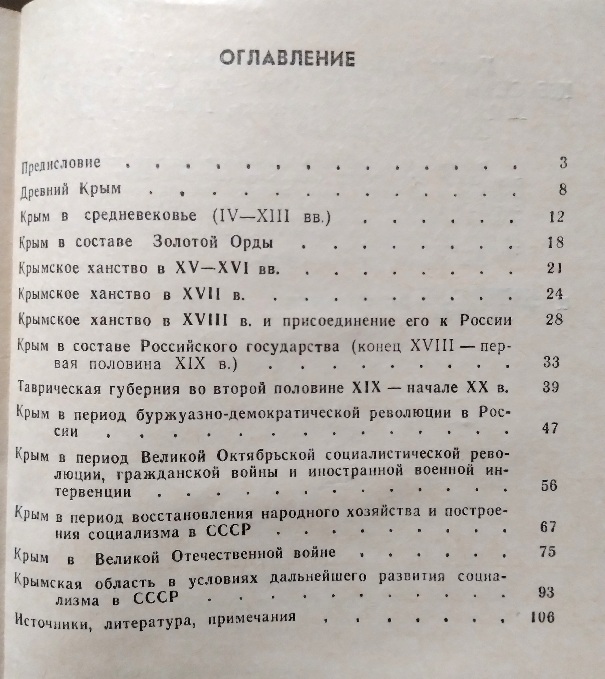 ОГЛАВЛЕНИЕ
Предисловие . . . . . . . . . . . . . . 3
Древний Крым . . . . . . . . . . . . . 8
Крым в средневековье (IV—XIII вв.) . . . . . . 12
Крым в составе Золотой Орды . . . . . . . . 18
Крымское ханство в XV—XVI вв. . . . . . . . . 21
Крымское ханство в XVII в. . . . . . . . . . 24
Крымское ханство в XVIII в. и присоединение его к России 28
Крым в составе Российского государства (конец XVIII — пер-
вая половина XIX в.) . . . . . . . . . 33
Таврическая губерния во второй половине XIX — начале XX в. 39
Крым в период буржуазно-демократической революции в Рос-
сии . . . . . . . . . . . . . . . 47
Крым в период Великой Октябрьской социалистической рево-
люции, гражданской войны и иностранной военной ин-
тервенции . . . . . . . . . . . . . 56
Крым в период восстановления народного хозяйства и построе-
ния социализма в СССР . . . . . . . . . 67
Крым в Великой Отечественной войне . . . . . . 75
Крымская область в условиях дальнейшего развития социа-
лизма в СССР . . . . . . . . . . . 93
Источники, литература, примечания . . . . . . . 106